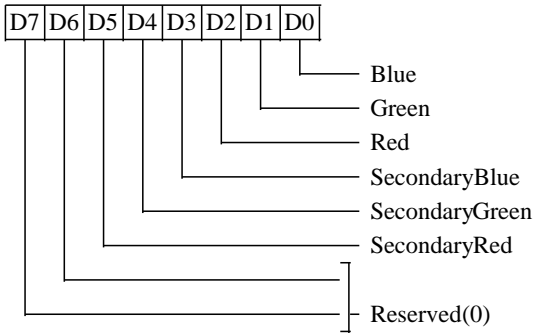 D7 D6 D5 D4 D3 D2 D1 D0
Blue
Green
Red
SecondaryBlue
SecondaryGreen
SecondaryRed
Reserved(0)